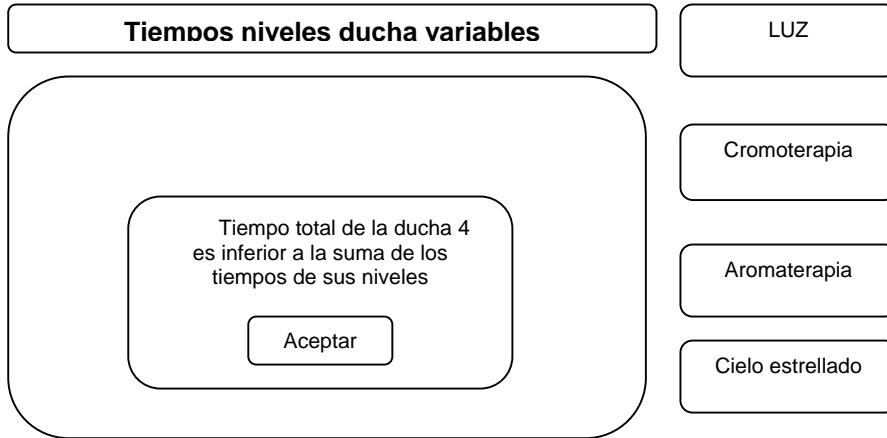 Tiempos niveles ducha variables
LUZ
Cromoterapia
Tiempo total de la ducha 4
es inferior a la suma de los
tiempos de sus niveles
Aceptar
Aromaterapia
Cielo estrellado